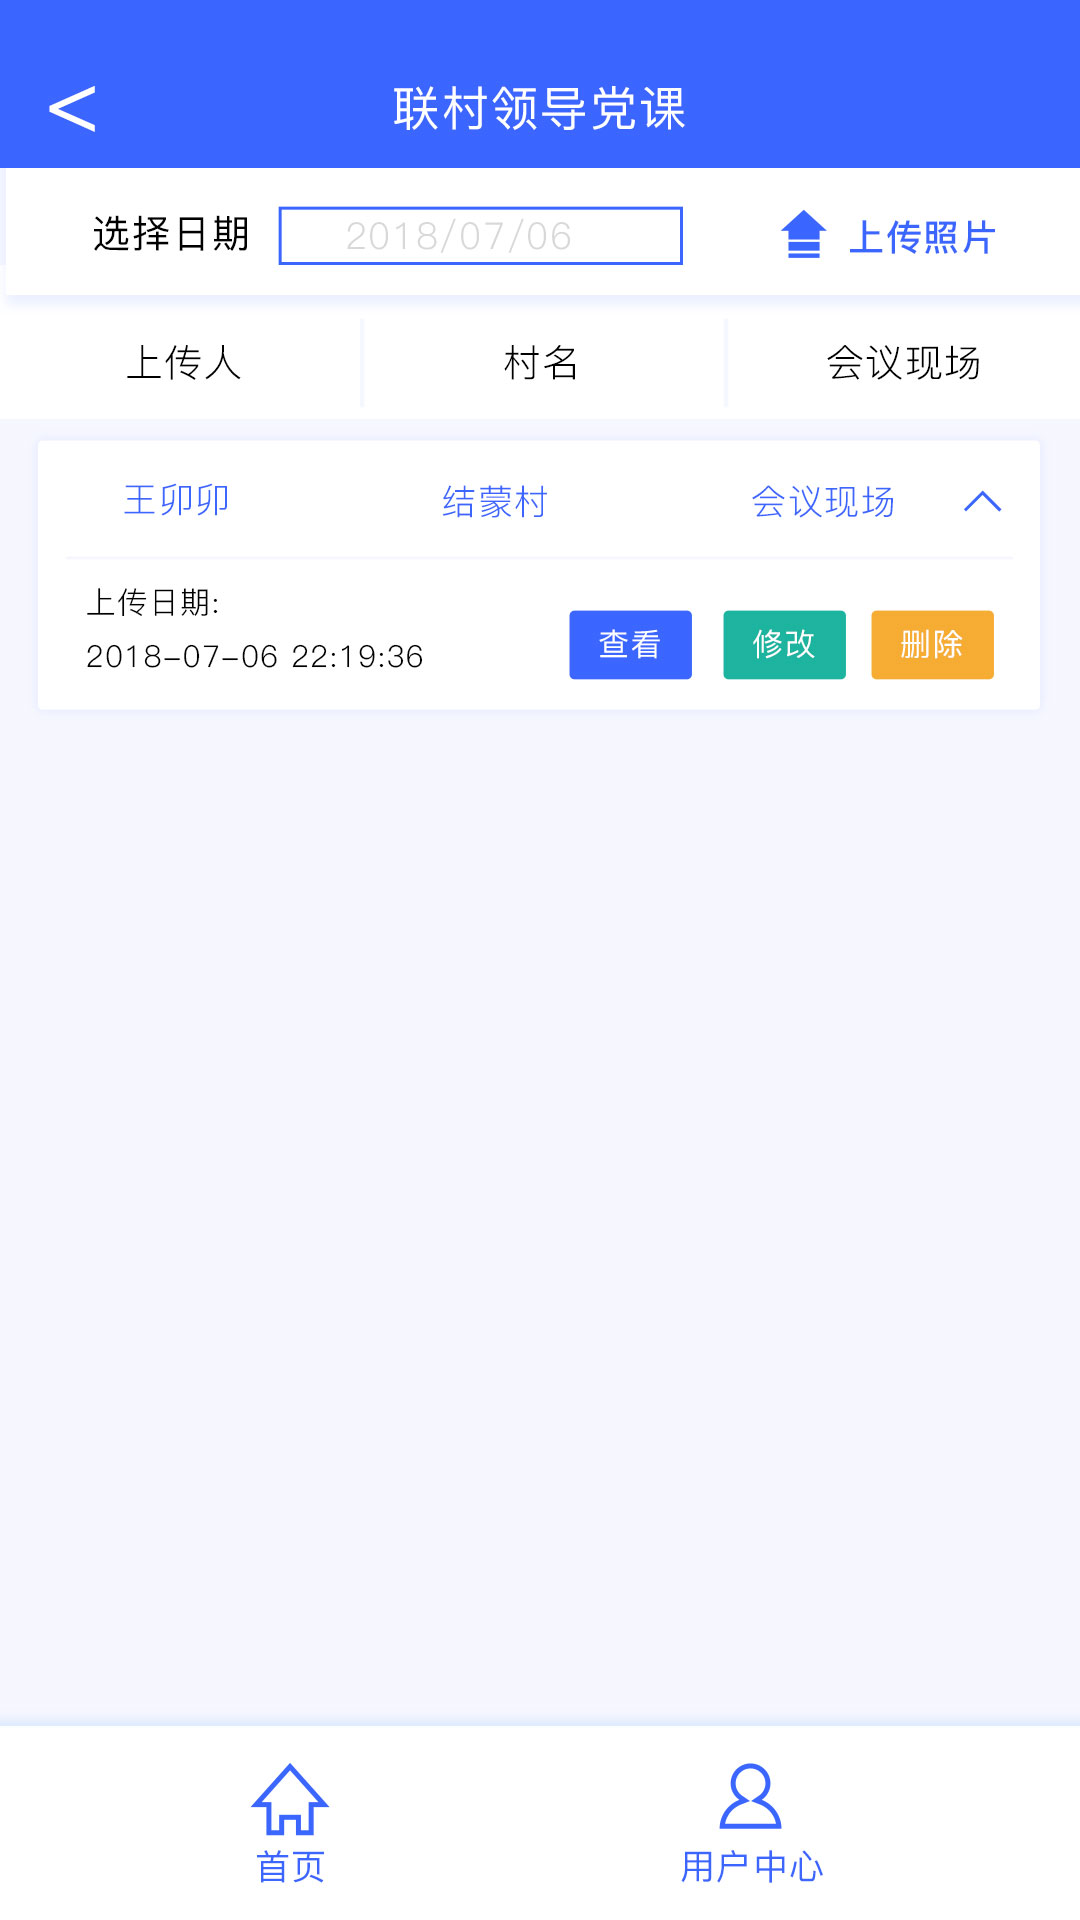 联村领导党课
选择日期 2018/07/06 上传照片
上传人 村名 会议现场
王卯卯 结蒙村 会议现场
上传日期:
2018-07-06 22:19:36
查看 修改 删除
首页 用户中心